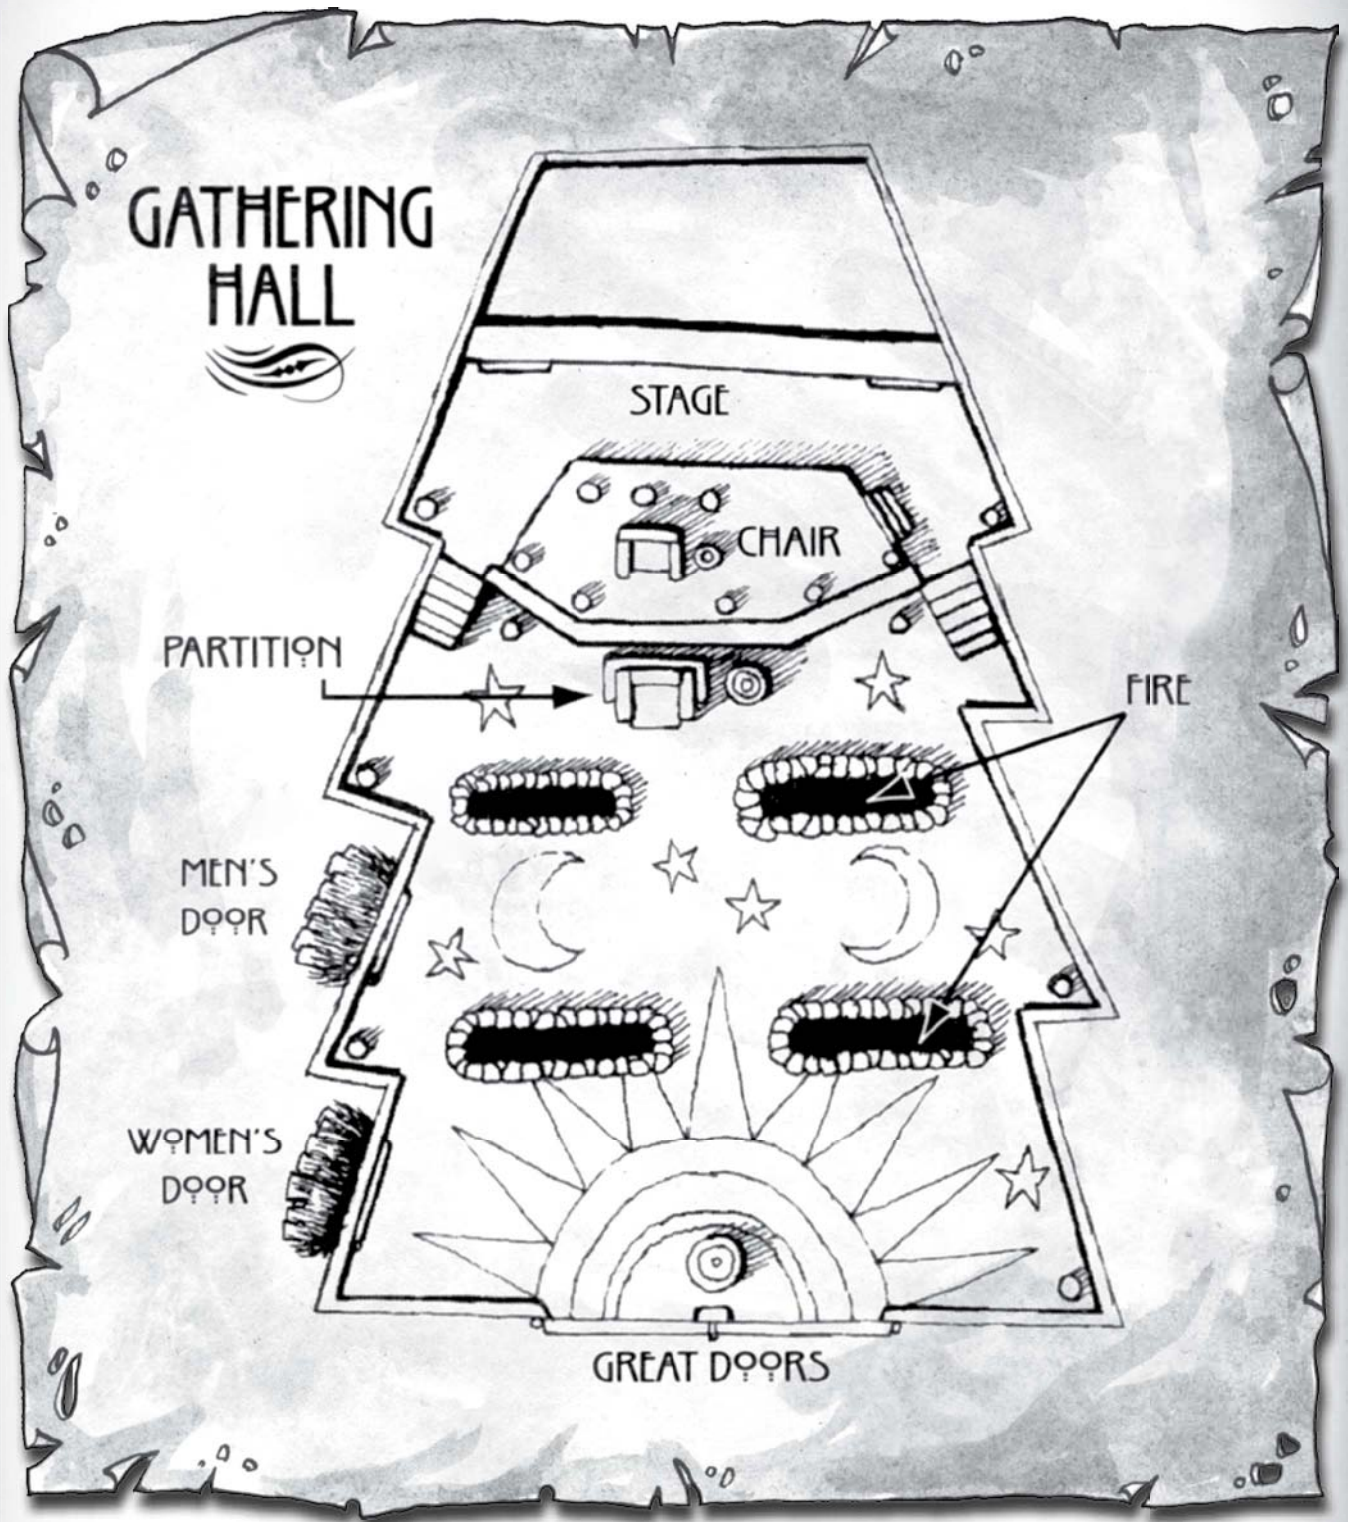 GATHERING
HALL
STAGE
CHAIR
PARTITION
FIRE
MEN'S
DOOR
WOMEN'S
DOOR
GREAT DOORS